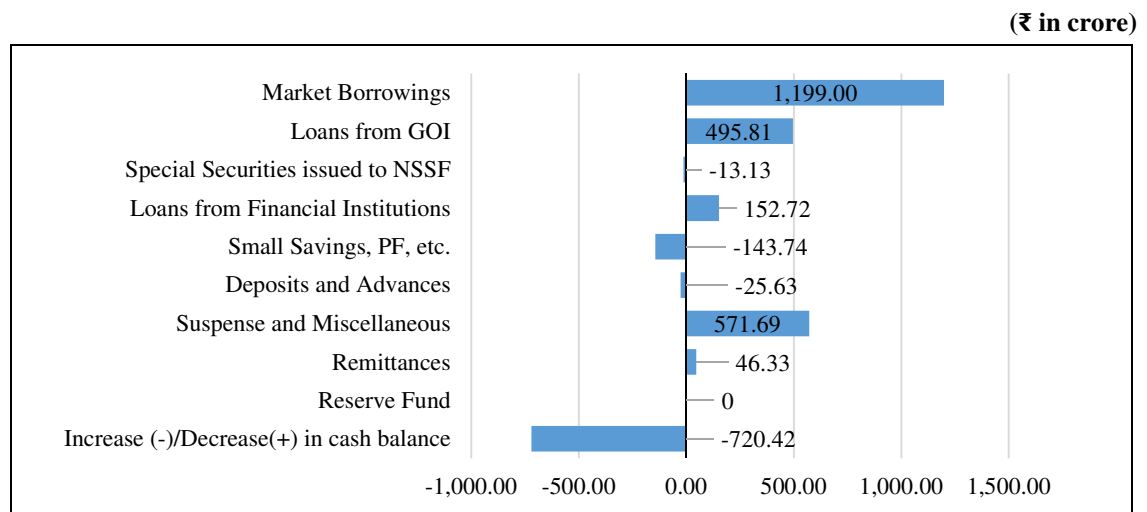 (₹ in crore)
Market Borrowings 1,199.00
Loans from GOI 495.81
Special Securities issued to NSSF -13.13
Loans from Financial Institutions 152.72
Small Savings, PF, etc. -143.74
Deposits and Advances -25.63
Suspense and Miscellaneous 571.69
Remittances 46.33
Reserve Fund 0
Increase (-)/Decrease(+) in cash balance -720.42
-1,000.00 -500.00 0.00 500.00 1,000.00 1,500.00